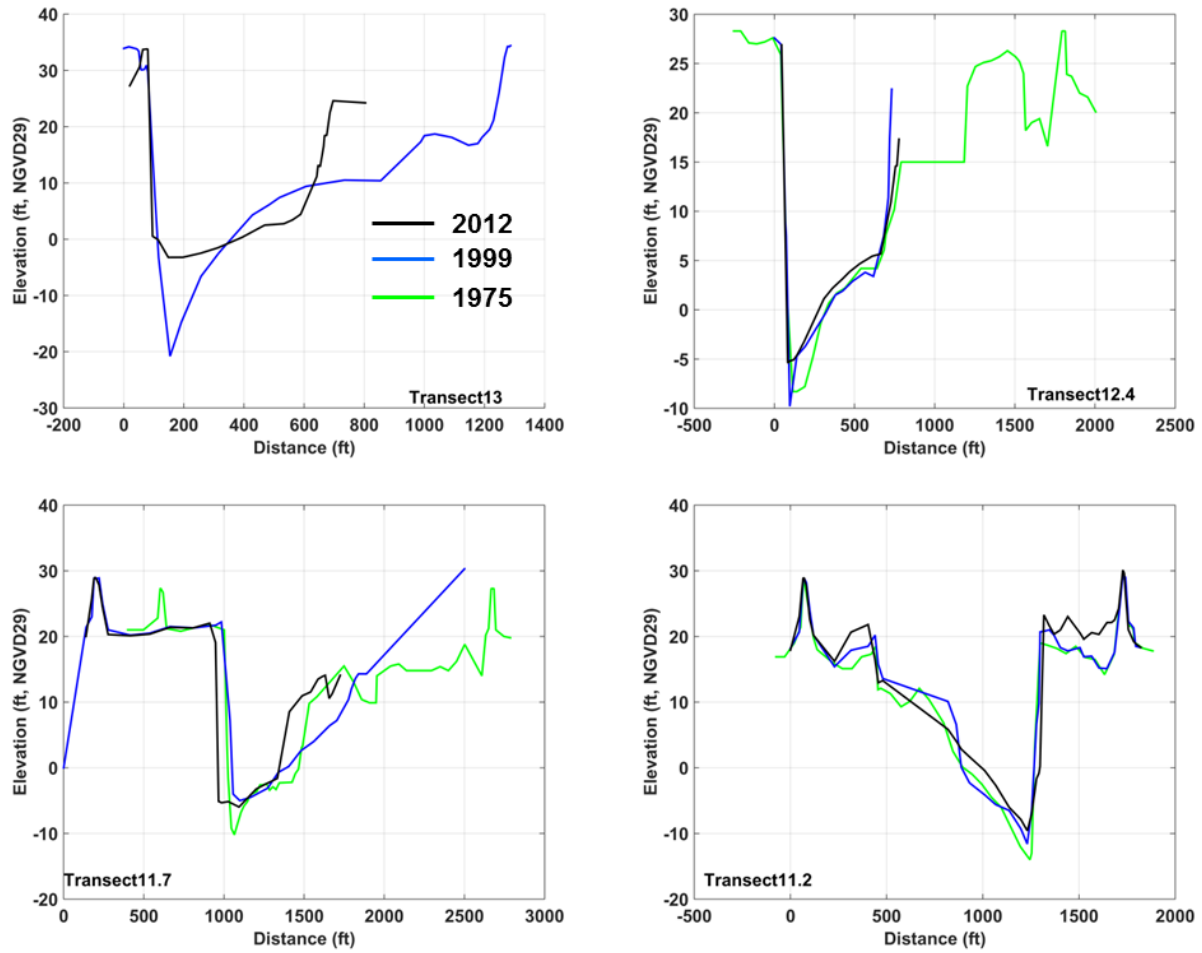 40
30
20
10
0
-10
-20
-30
-200 0 200 400 600 800 1000 1200 1400
Elevation (ft, NGVD29)
Distance (ft)
2012
1999
1975
Transect13
30
25
20
15
10
5
0
-5
-10
-500 0 500 1000 1500 2000 2500
Elevation (ft, NGVD29)
Distance (ft)
Transect12.4
40
30
20
10
0
-10
-20
0 500 1000 1500 2000 2500 3000
Elevation (ft, NGVD29)
Distance (ft)
Transect11.7
40
30
20
10
0
-10
-20
-500 0 500 1000 1500 2000
Elevation (ft, NGVD29)
Distance (ft)
Transect11.2